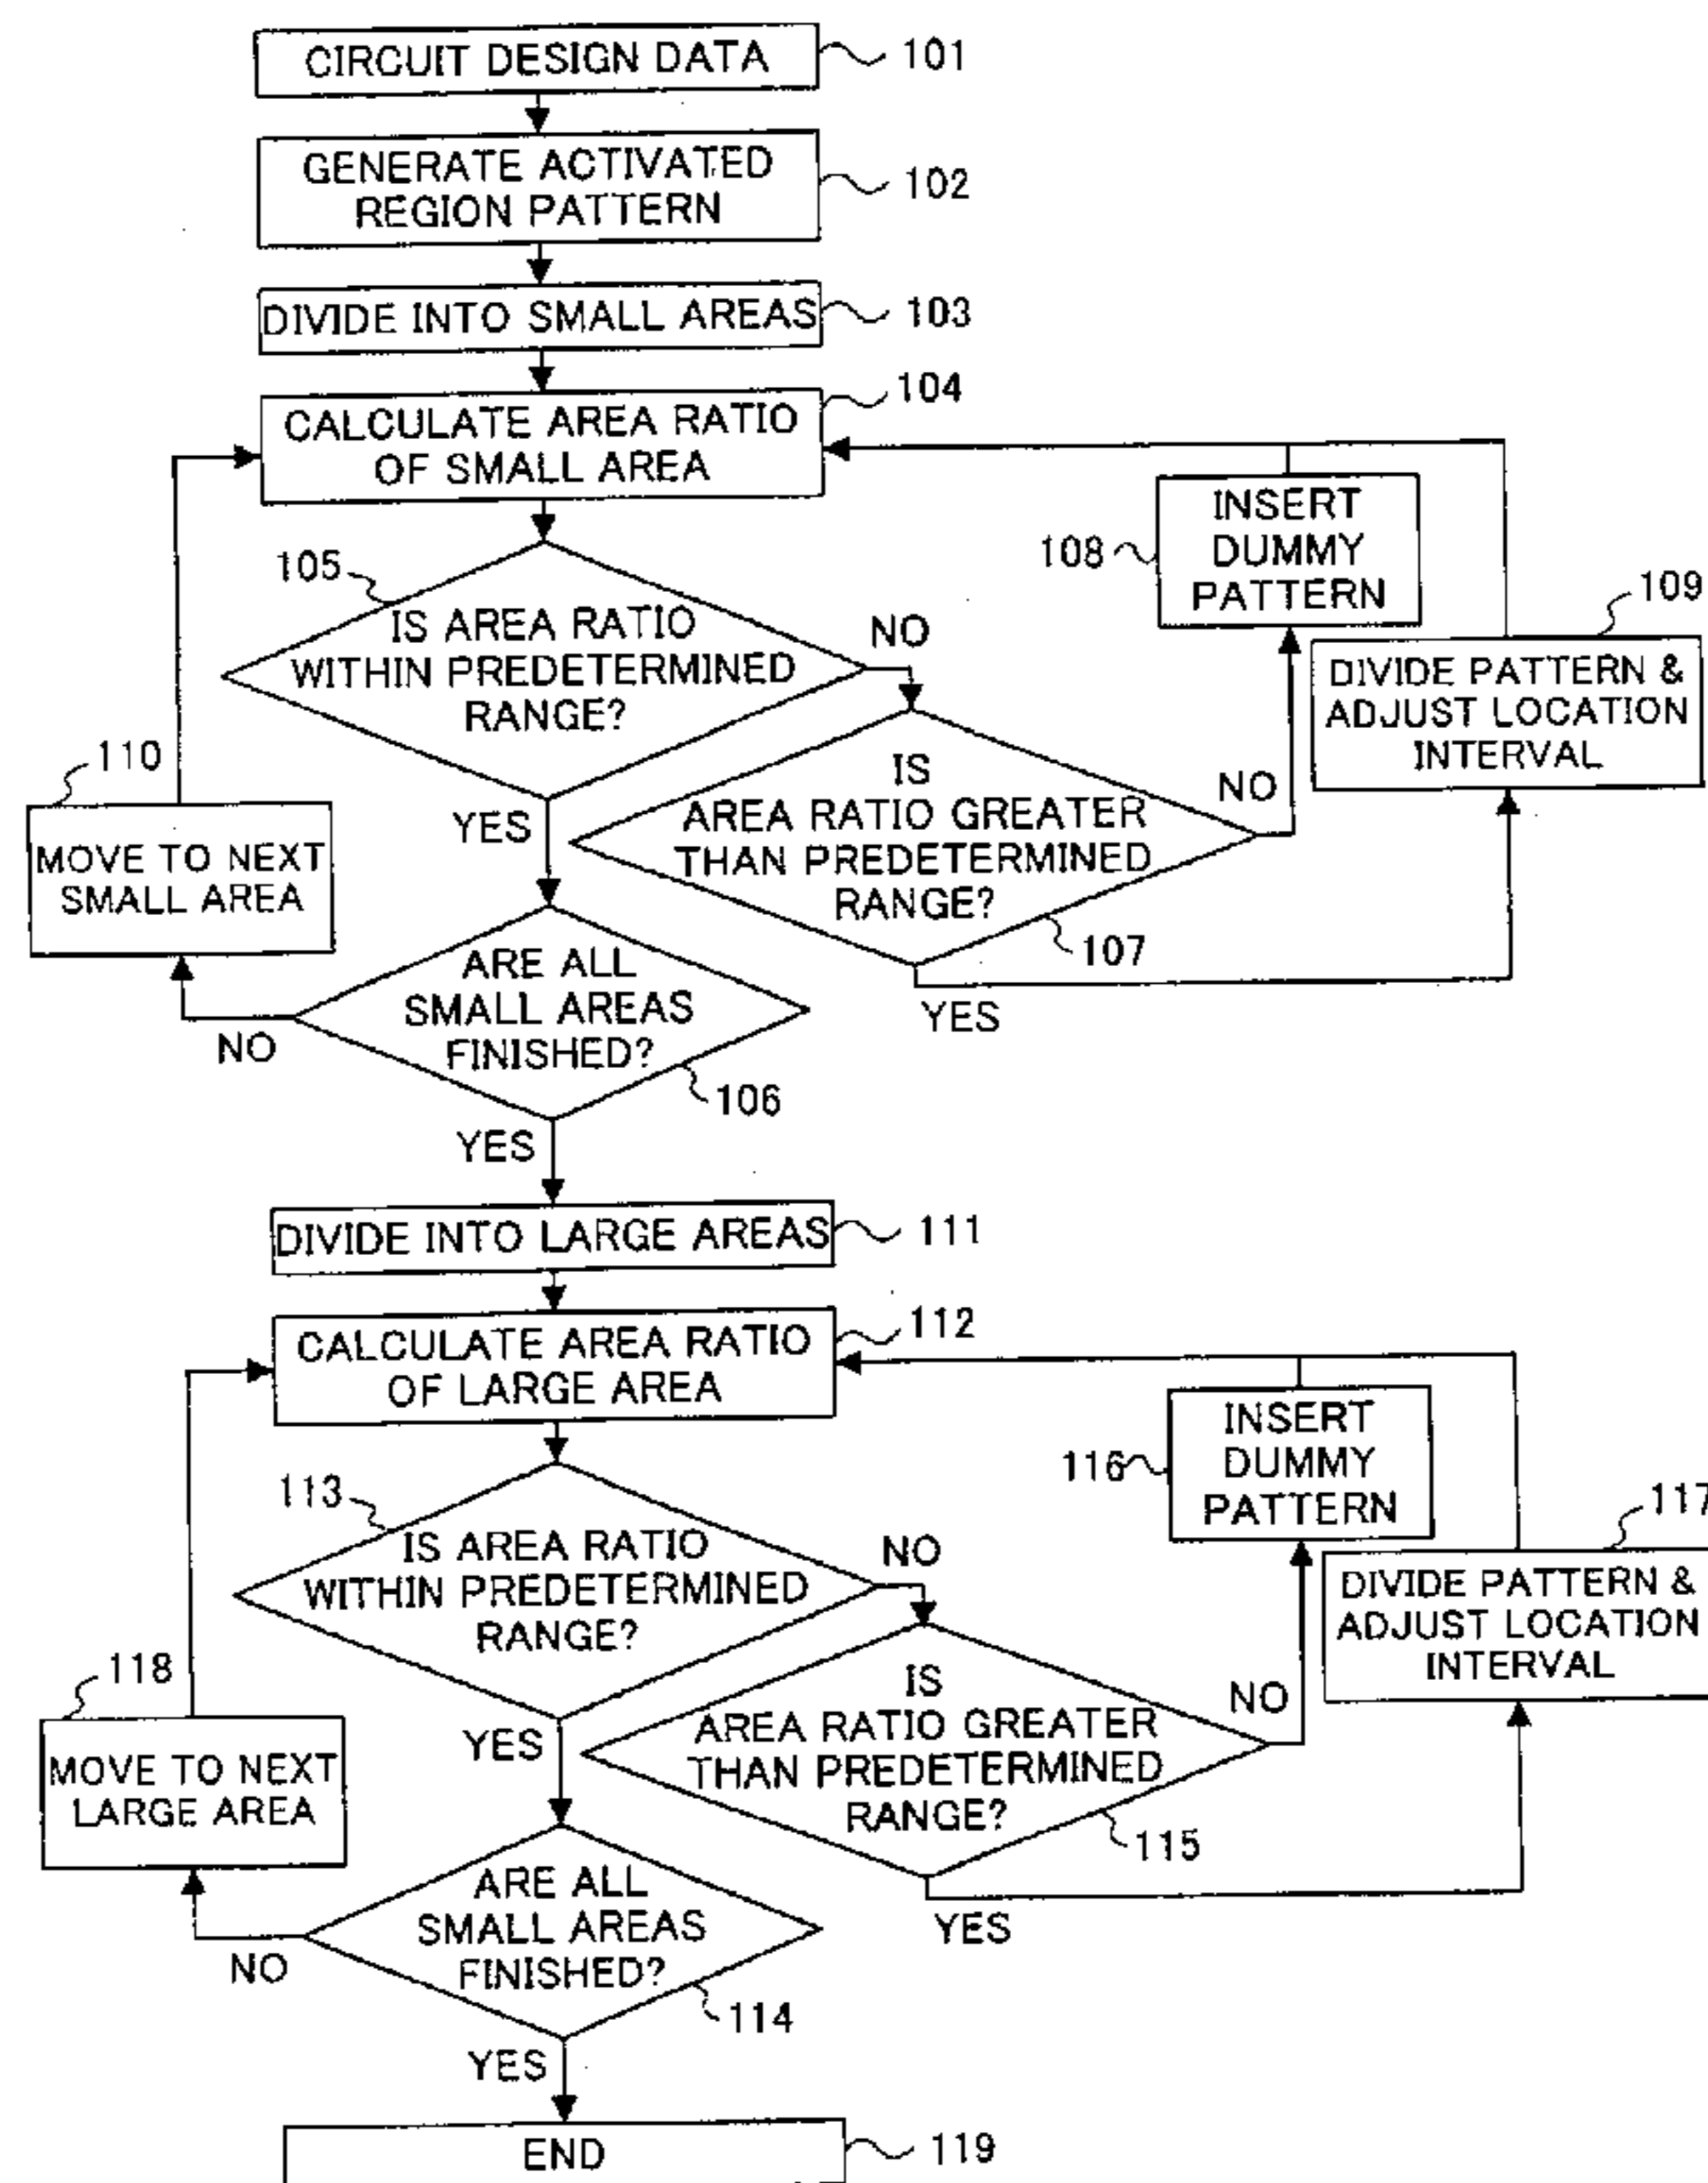 CIRCUIT DESIGN DATA
101
GENERATE ACTIVATED
REGION PATTERN
102
DIVIDE INTO SMALL AREAS
103
104
CALCULATE AREA RATIO
OF SMALL AREA
105
IS AREA RATIO
WITHIN PREDETERMINED
RANGE?
NO
108
INSERT
DUMMY
PATTERN
109
DIVIDE PATTERN &
ADJUST LOCATION
INTERVAL
110
MOVE TO NEXT
SMALL AREA
YES
IS
AREA RATIO GREATER
THAN PREDETERMINED
RANGE?
NO
107
YES
ARE ALL
SMALL AREAS
FINISHED?
NO
106
YES
DIVIDE INTO LARGE AREAS
111
112
CALCULATE AREA RATIO
OF LARGE AREA
113
IS AREA RATIO
WITHIN PREDETERMINED
RANGE?
NO
116
INSERT
DUMMY
PATTERN
117
DIVIDE PATTERN &
ADJUST LOCATION
INTERVAL
118
MOVE TO NEXT
LARGE AREA
YES
IS
AREA RATIO GREATER
THAN PREDETERMINED
RANGE?
NO
115
YES
ARE ALL
SMALL AREAS
FINISHED?
NO
114
YES
END
119